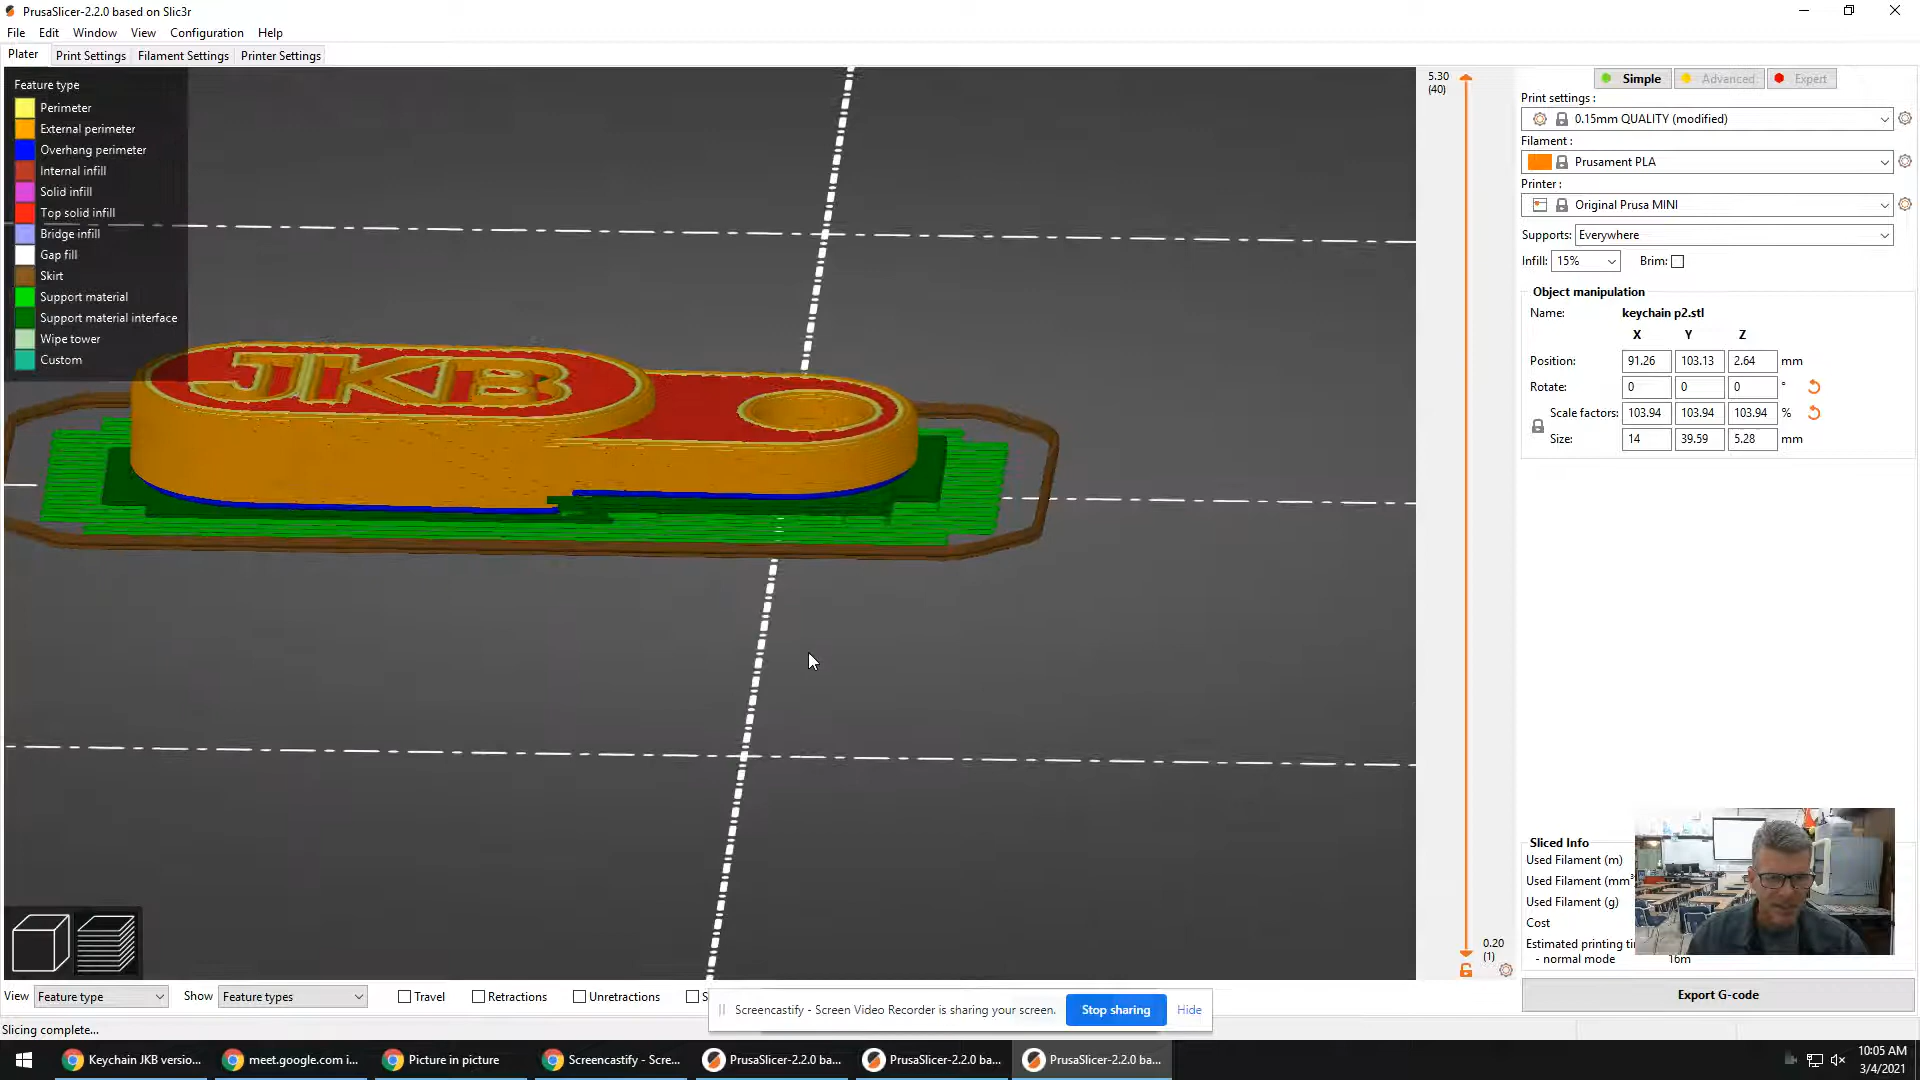 PrusaSlicer-2.2.0 based on Slic3r
File Edit Window View Configuration Help
Plater Print Settings Filament Settings Printer Settings
Feature type
Perimeter
External perimeter
Overhang perimeter
Internal infill
Solid infill
Top solid infill
Bridge infill
Gap fill
Skirt
Support material
Support material interface
Wipe tower
Custom
JKB
5.30
(40)
0.20
(1)
Simple Advanced Expert
Print settings :
0.15mm QUALITY (modified)
Filament :
Prusament PLA
Printer :
Original Prusa MINI
Supports: Everywhere
Infill: 15% Brim:
Object manipulation
Name: keychain p2.stl
X Y Z
Position: 91.26 103.13 2.64 mm
Rotate: 0 0 0 °
Scale factors: 103.94 103.94 103.94 %
Size: 14 39.59 5.28 mm
Sliced Info
Used Filament (m)
Used Filament (mm³
Used Filament (g)
Cost
Estimated printing ti
- normal mode 16m
Export G-code
View Feature type Show Feature types Travel Retractions Unretractions S
Screencastify - Screen Video Recorder is sharing your screen. Stop sharing Hide
Slicing complete...
Keychain JKB versio... meet.google.com i... Picture in picture Screencastify - Scre... PrusaSlicer-2.2.0 ba... PrusaSlicer-2.2.0 ba... PrusaSlicer-2.2.0 ba...
10:05 AM
3/4/2021